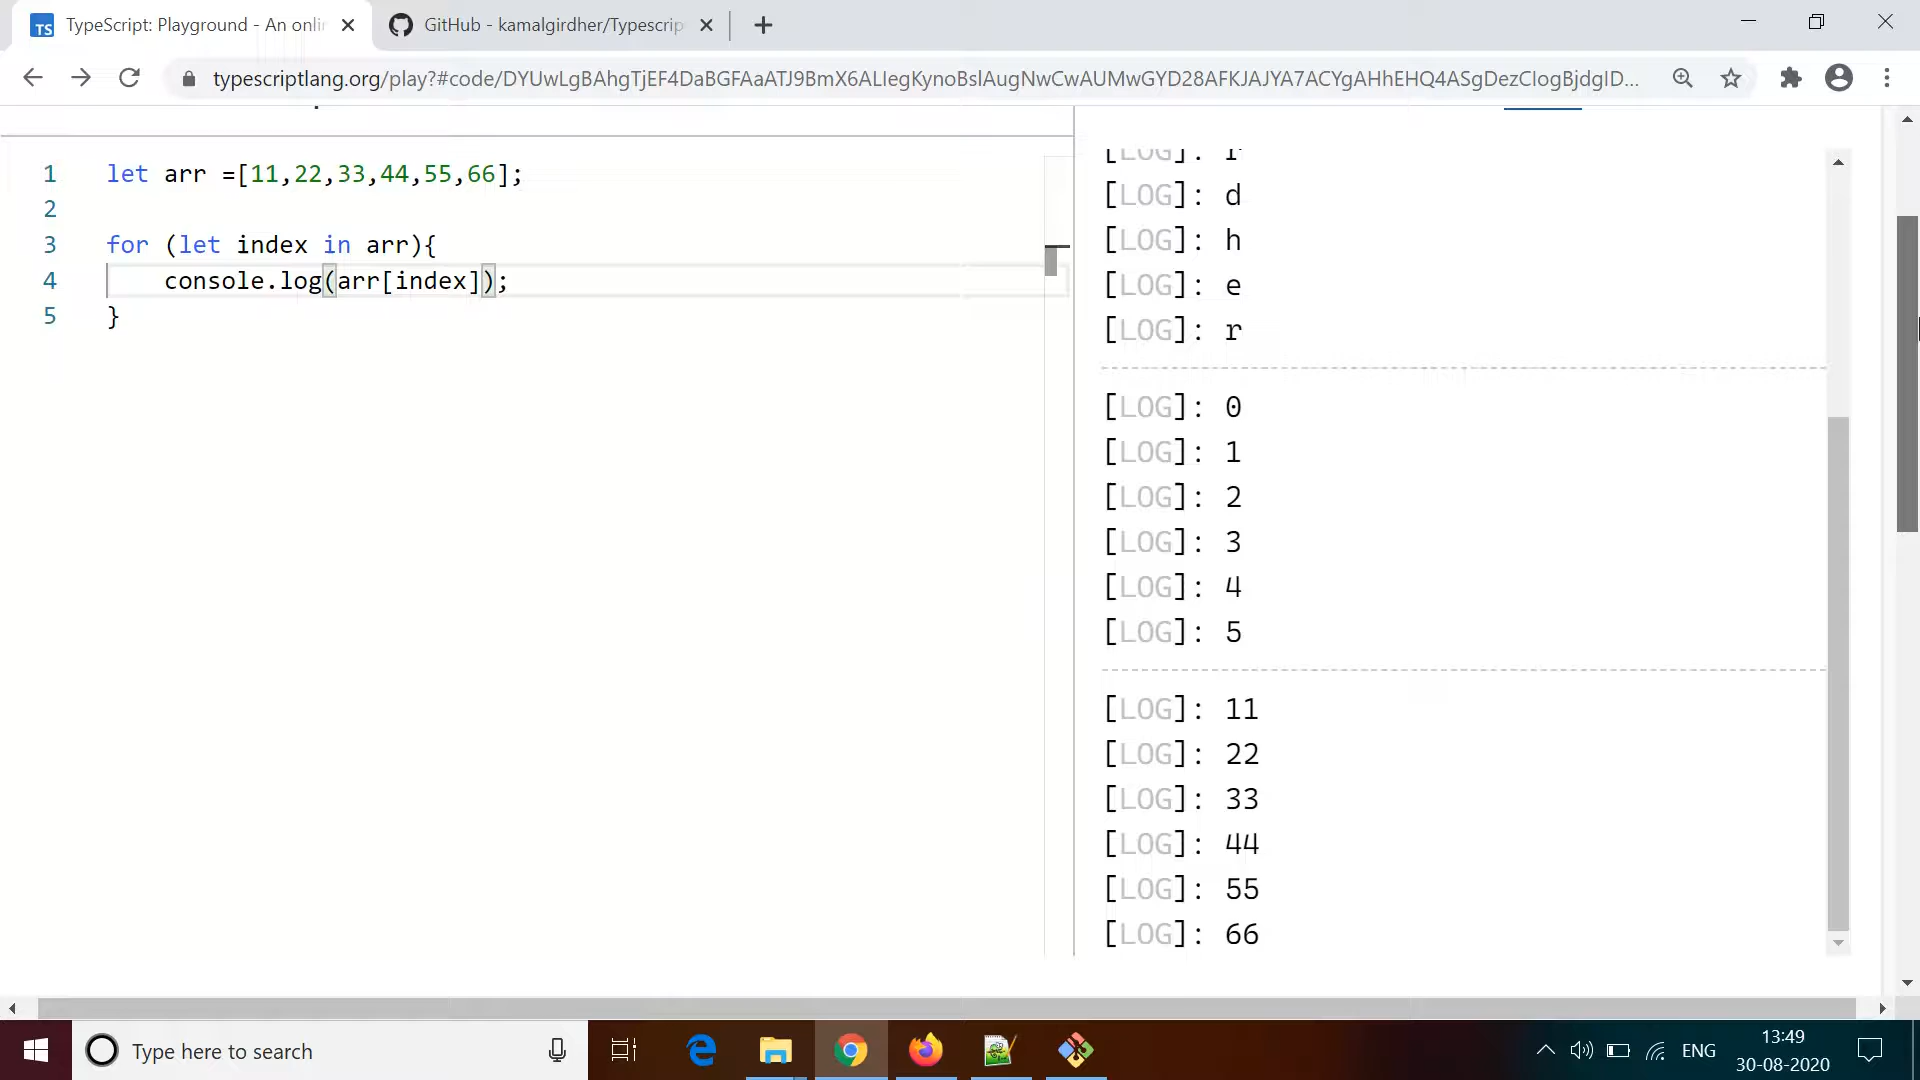 TypeScript: Playground - An onlin
GitHub - kamalgirdher/Typescrip
typescriptlang.org/play?#code/DYUwLgBAhgTjEF4DaBGFAaATJ9BmX6ALIegKynoBsIAugNwCwAUMwGYD28AFKJAJYA7ACYgAHhEHQ4ASgDezClogBjdgID...
1 let arr =[11,22,33,44,55,66];
2
3 for (let index in arr){
4 console.log(arr[index]);
5 }
[LOG]: r
[LOG]: d
[LOG]: h
[LOG]: e
[LOG]: r
[LOG]: 0
[LOG]: 1
[LOG]: 2
[LOG]: 3
[LOG]: 4
[LOG]: 5
[LOG]: 11
[LOG]: 22
[LOG]: 33
[LOG]: 44
[LOG]: 55
[LOG]: 66
Type here to search
ENG
13:49
30-08-2020